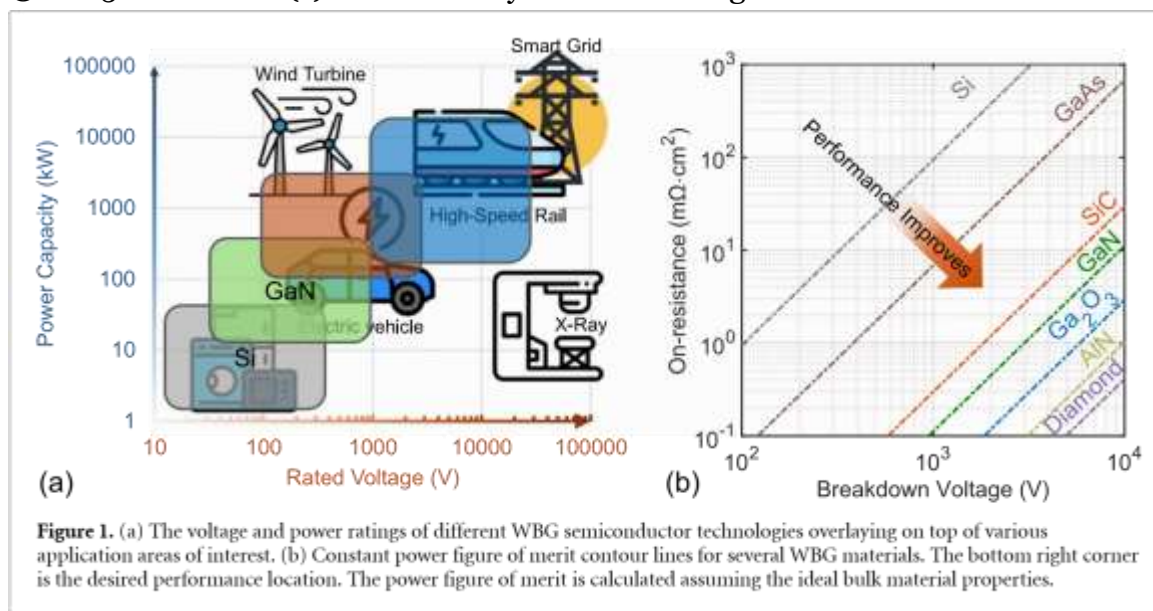 Smart Grid
Wind Turbine
High-Speed Rail
GaN
Electric vehicle
X-Ray
Si
100000
10000
1000
100
10
1
Power Capacity (kW)
10 100 1000 10000 100000
Rated Voltage (V)
(a)
Si
GaAs
SiC
GaN
Ga2O3
AlN
Diamond
Performance Improves
10³
10²
10¹
10⁰
10⁻¹
On-resistance (mΩ·cm²)
10² 10³ 10⁴
Breakdown Voltage (V)
(b)
Figure 1. (a) The voltage and power ratings of different WBG semiconductor technologies overlaying on top of various
application areas of interest. (b) Constant power figure of merit contour lines for several WBG materials. The bottom right corner
is the desired performance location. The power figure of merit is calculated assuming the ideal bulk material properties.